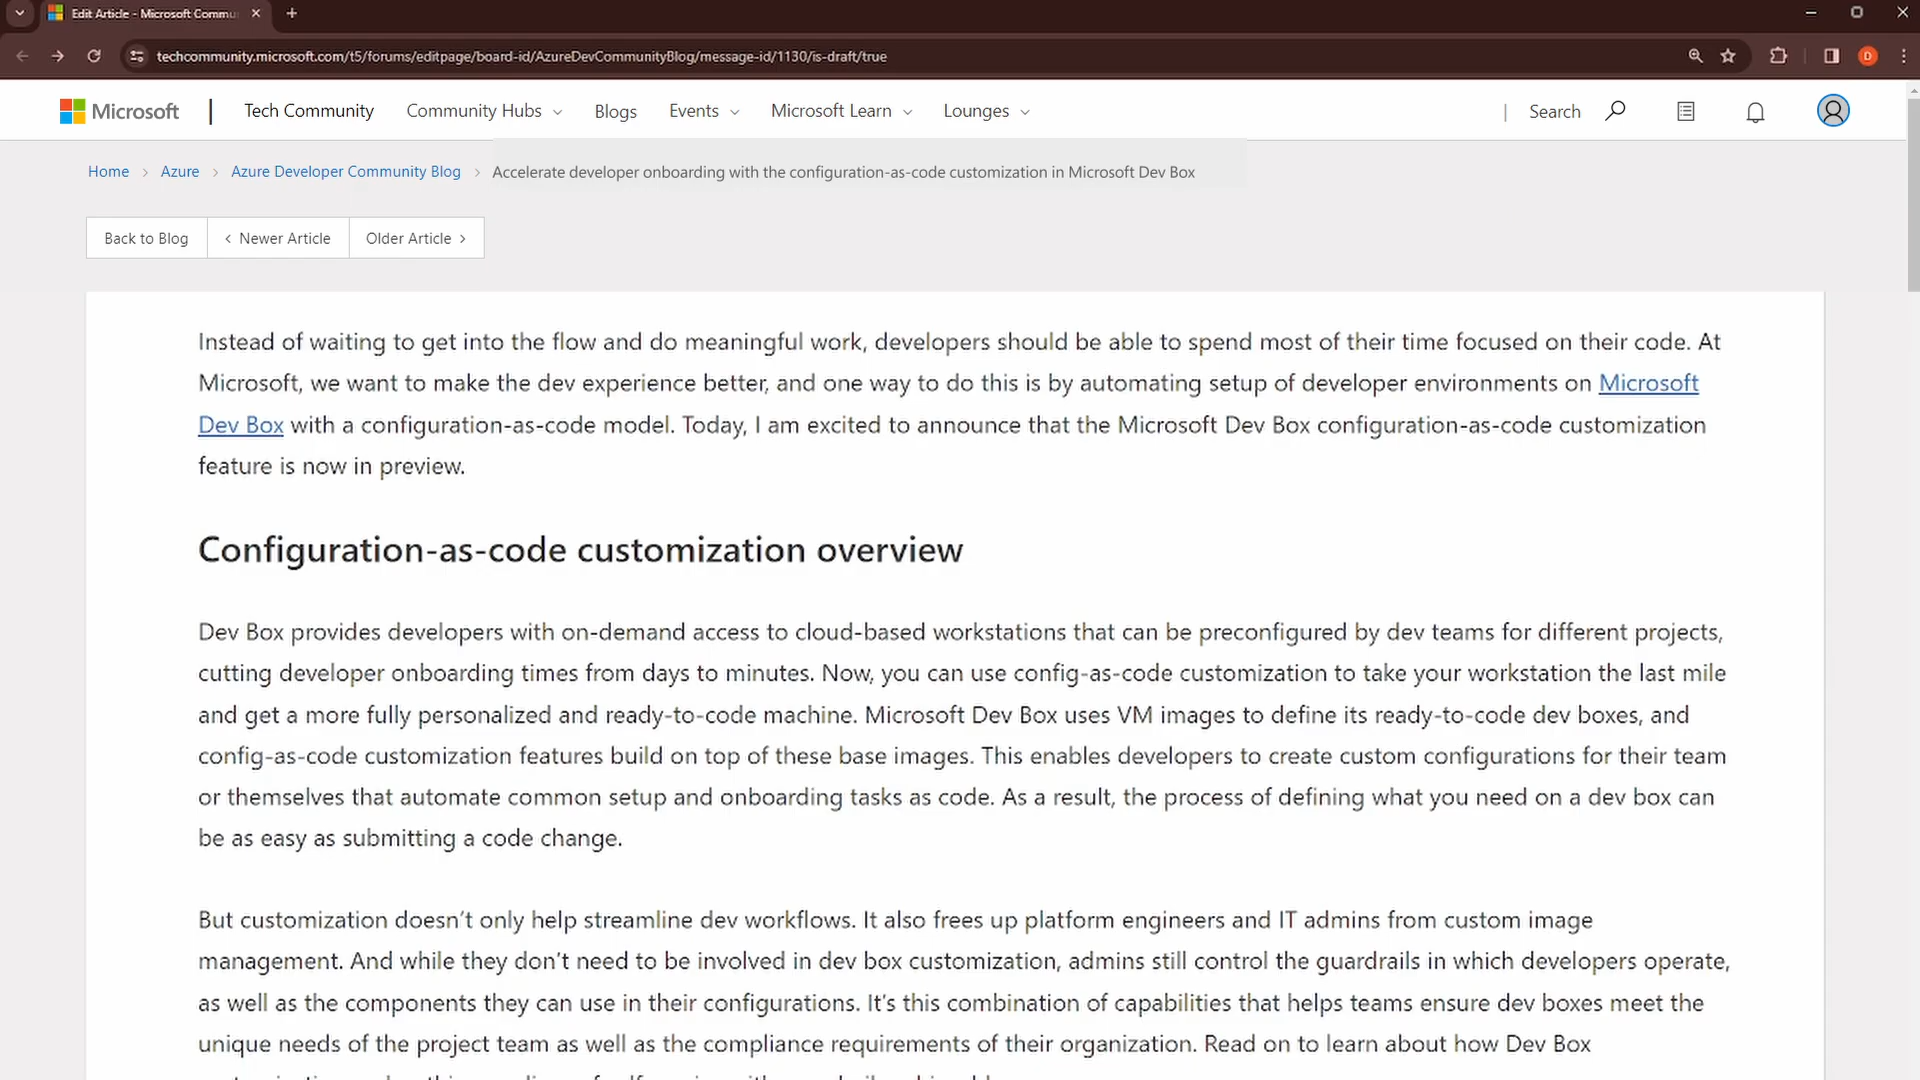 Edit Article - Microsoft Commu
techcommunity.microsoft.com/t5/forums/editpage/board-id/AzureDevCommunityBlog/message-id/1130/is-draft/true
D
Microsoft | Tech Community Community Hubs Blogs Events Microsoft Learn Lounges | Search
Home > Azure > Azure Developer Community Blog > Accelerate developer onboarding with the configuration-as-code customization in Microsoft Dev Box
Back to Blog < Newer Article Older Article >
Instead of waiting to get into the flow and do meaningful work, developers should be able to spend most of their time focused on their code. At
Microsoft, we want to make the dev experience better, and one way to do this is by automating setup of developer environments on Microsoft
Dev Box with a configuration-as-code model. Today, I am excited to announce that the Microsoft Dev Box configuration-as-code customization
feature is now in preview.
Configuration-as-code customization overview
Dev Box provides developers with on-demand access to cloud-based workstations that can be preconfigured by dev teams for different projects,
cutting developer onboarding times from days to minutes. Now, you can use config-as-code customization to take your workstation the last mile
and get a more fully personalized and ready-to-code machine. Microsoft Dev Box uses VM images to define its ready-to-code dev boxes, and
config-as-code customization features build on top of these base images. This enables developers to create custom configurations for their team
or themselves that automate common setup and onboarding tasks as code. As a result, the process of defining what you need on a dev box can
be as easy as submitting a code change.
But customization doesn’t only help streamline dev workflows. It also frees up platform engineers and IT admins from custom image
management. And while they don’t need to be involved in dev box customization, admins still control the guardrails in which developers operate,
as well as the components they can use in their configurations. It’s this combination of capabilities that helps teams ensure dev boxes meet the
unique needs of the project team as well as the compliance requirements of their organization. Read on to learn about how Dev Box